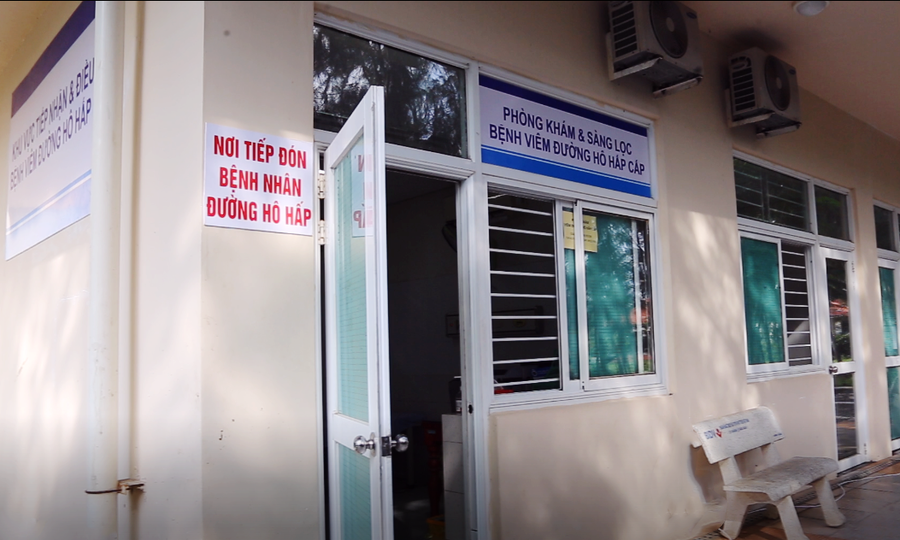 KHU VỰC TIẾP NHẬN & ĐIỀU
BỆNH VIÊM ĐƯỜNG HÔ HẤP
NƠI TIẾP ĐÓN
BỆNH NHÂN
ĐƯỜNG HÔ HẤP
PHÒNG KHÁM & SÀNG LỌC
BỆNH VIÊM ĐƯỜNG HÔ HẤP CẤP
BIDV